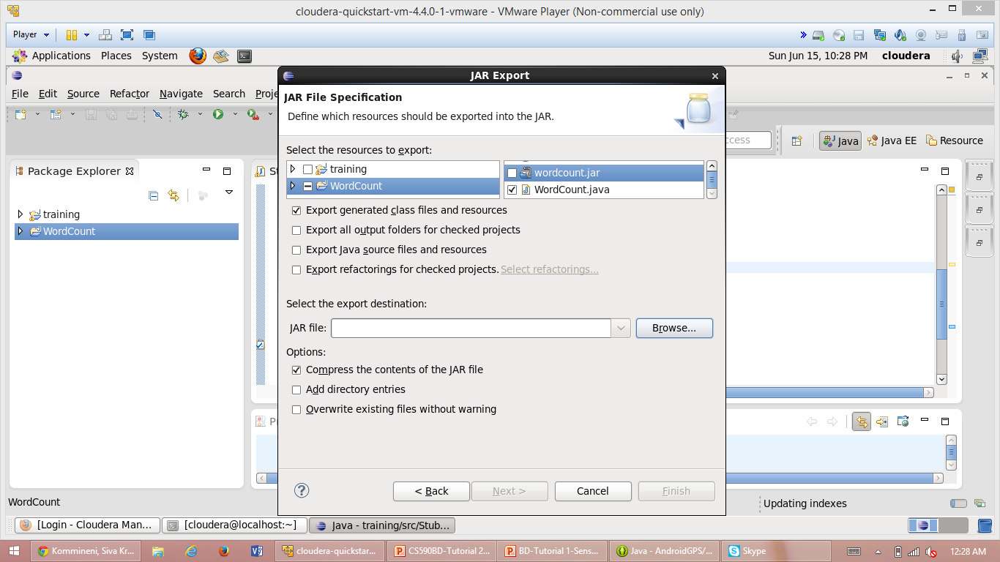 cloudera-quickstart-vm-4.4.0-1-vmware - VMware Player (Non-commercial use only)
Player
Applications Places System Sun Jun 15, 10:28 PM cloudera
JAR Export
File Edit Source Refactor Navigate Search Proje
JAR File Specification
Define which resources should be exported into the JAR.
Java Java EE Resource
Select the resources to export:
Package Explorer
training
WordCount
training
WordCount
wordcount.jar
WordCount.java
Export generated class files and resources
Export all output folders for checked projects
Export Java source files and resources
Export refactorings for checked projects. Select refactorings...
Select the export destination:
JAR file: Browse...
Options:
Compress the contents of the JAR file
Add directory entries
Overwrite existing files without warning
< Back Next > Cancel Finish
WordCount Updating indexes
[Login - Cloudera Man... [cloudera@localhost:~] Java - training/src/Stub...
Kommineni, Siva Kr... cloudera-quickstar... CS590BD-Tutorial 2... BD-Tutorial 1-Sens... Java - AndroidGPS/... Skype 12:28 AM